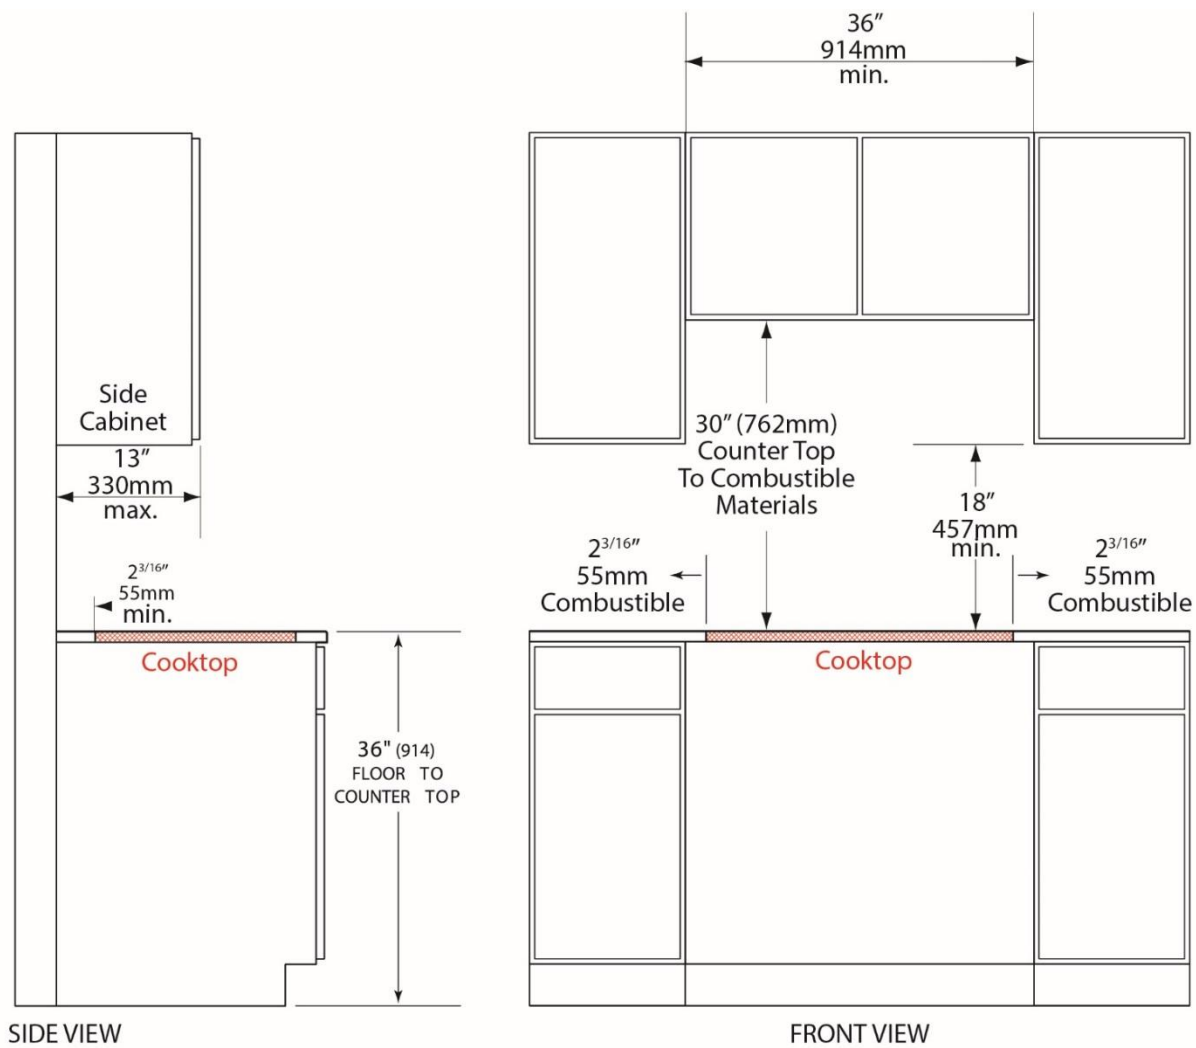 36"
914mm
min.
Side
Cabinet
13"
330mm
max.
2 3/16"
55mm
min.
Cooktop
36" (914)
FLOOR TO
COUNTER TOP
SIDE VIEW
30" (762mm)
Counter Top
To Combustible
Materials
18"
457mm
min.
2 3/16"
55mm
Combustible
2 3/16"
55mm
Combustible
Cooktop
FRONT VIEW